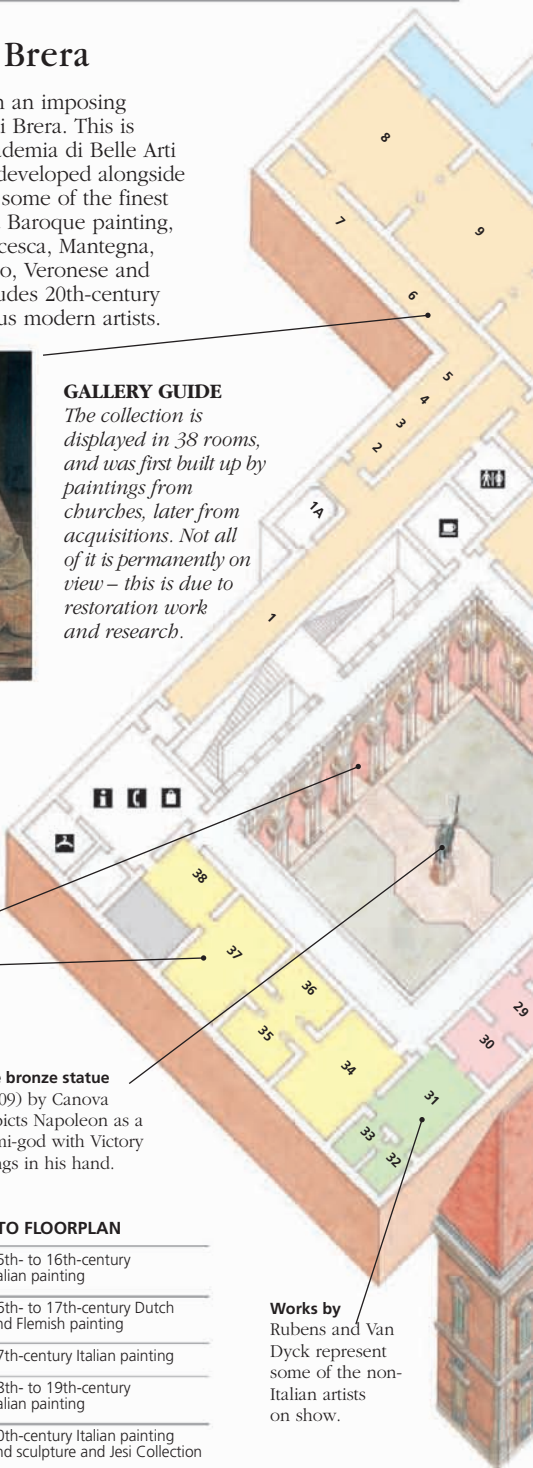 Brera
n an imposing
i Brera. This is
ademia di Belle Arti
developed alongside
some of the finest
Baroque painting,
cesca, Mantegna,
o, Veronese and
udes 20th-century
us modern artists.
GALLERY GUIDE
The collection is
displayed in 38 rooms,
and was first built up by
paintings from
churches, later from
acquisitions. Not all
of it is permanently on
view – this is due to
restoration work
and research.
8
9
7
6
5
4
3
2
1A
1
38
37
36
35
34
33
32
31
30
29
e bronze statue
09) by Canova
picts Napoleon as a
mi-god with Victory
ngs in his hand.
TO FLOORPLAN
5th- to 16th-century
alian painting
6th- to 17th-century Dutch
nd Flemish painting
7th-century Italian painting
8th- to 19th-century
alian painting
0th-century Italian painting
nd sculpture and Jesi Collection
Works by
Rubens and Van
Dyck represent
some of the non-
Italian artists
on show.